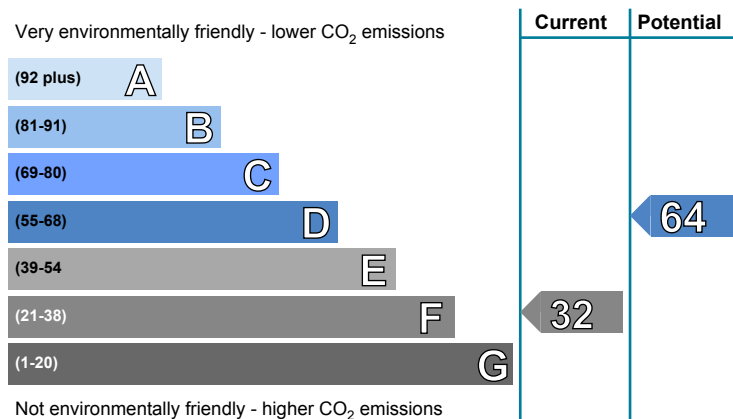 Very environmentally friendly - lower CO₂ emissions
Current
Potential
(92 plus) A
(81-91) B
(69-80) C
(55-68) D
64
(39-54 E
(21-38) F
32
(1-20) G
Not environmentally friendly - higher CO₂ emissions